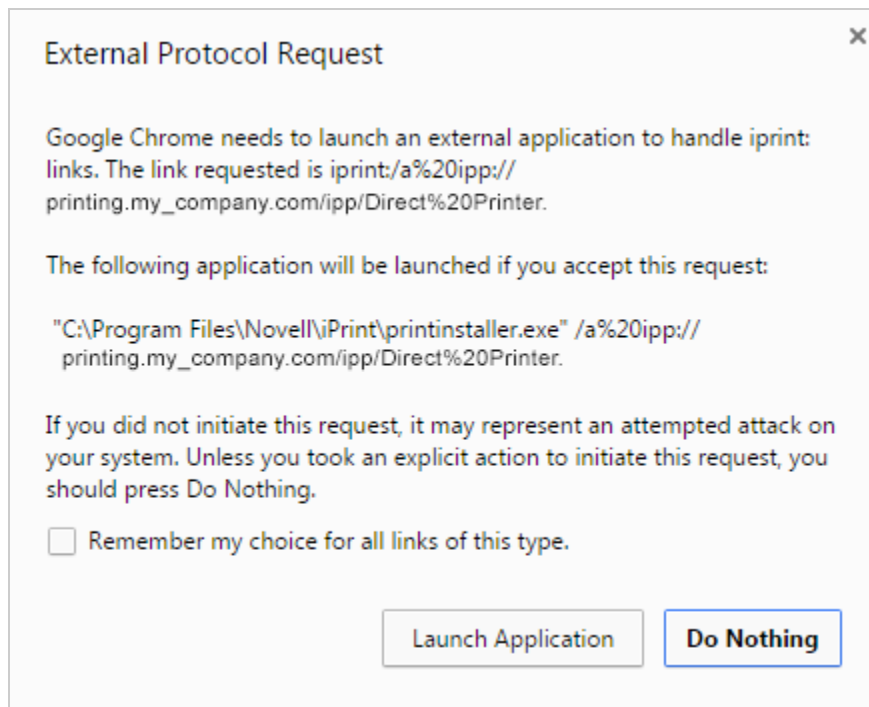 External Protocol Request
Google Chrome needs to launch an external application to handle iprint:
links. The link requested is iprint:/a%20ipp://
printing.my_company.com/ipp/Direct%20Printer.
The following application will be launched if you accept this request:
"C:\Program Files\Novell\iPrint\printinstaller.exe" /a%20ipp://
printing.my_company.com/ipp/Direct%20Printer.
If you did not initiate this request, it may represent an attempted attack on
your system. Unless you took an explicit action to initiate this request, you
should press Do Nothing.
Remember my choice for all links of this type.
Launch Application
Do Nothing